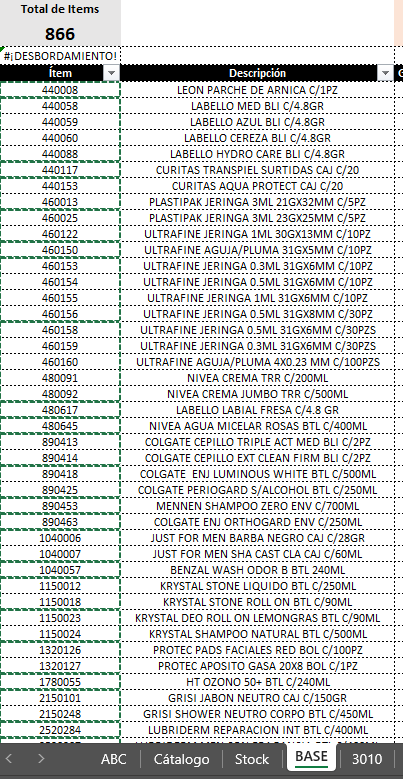 Total de Items
866
#¡DESBORDAMIENTO!
Ítem Descripción
440008 LEON PARCHE DE ARNICA C/1PZ
440058 LABELLO MED BLI C/4.8GR
440059 LABELLO AZUL BLI C/4.8GR
440060 LABELLO CEREZA BLI C/4.8GR
440088 LABELLO HYDRO CARE BLI C/4.8GR
440117 CURITAS TRANSPIEL SURTIDAS CAJ C/20
440153 CURITAS AQUA PROTECT CAJ C/20
460013 PLASTIPAK JERINGA 3ML 21GX32MM C/5PZ
460025 PLASTIPAK JERINGA 3ML 23GX25MM C/5PZ
460122 ULTRAFINE JERINGA 1ML 30GX13MM C/10PZ
460150 ULTRAFINE AGUJA/PLUMA 31GX5MM C/10PZ
460153 ULTRAFINE JERINGA 0.3ML 31GX6MM C/10PZ
460154 ULTRAFINE JERINGA 0.5ML 31GX6MM C/10PZ
460155 ULTRAFINE JERINGA 1ML 31GX6MM C/10PZ
460156 ULTRAFINE JERINGA 0.5ML 31GX8MM C/30PZ
460158 ULTRAFINE JERINGA 0.5ML 31GX6MM C/30PZS
460159 ULTRAFINE JERINGA 0.3ML 31GX6MM C/30PZS
460160 ULTRAFINE AGUJA/PLUMA 4X0.23 MM C/100PZS
480091 NIVEA CREMA TRR C/200ML
480092 NIVEA CREMA JUMBO TRR C/500ML
480617 LABELLO LABIAL FRESA C/4.8 GR
480645 NIVEA AGUA MICELAR ROSAS BTL C/400ML
890413 COLGATE CEPILLO TRIPLE ACT MED BLI C/2PZ
890414 COLGATE CEPILLO EXT CLEAN FIRM BLI C/2PZ
890418 COLGATE  ENJ LUMINOUS WHITE BTL C/500ML
890425 COLGATE PERIOGARD S/ALCOHOL BTL C/250ML
890453 MENNEN SHAMPOO ZERO ENV C/700ML
890463 COLGATE ENJ ORTHOGARD ENV C/250ML
1040006 JUST FOR MEN BARBA NEGRO CAJ C/28GR
1040007 JUST FOR MEN SHA CAST CLA CAJ C/60ML
1040057 BENZAL WASH ODOR B BTL 240ML
1150012 KRYSTAL STONE LIQUIDO BTL C/250ML
1150018 KRYSTAL STONE ROLL ON BTL C/90ML
1150023 KRYSTAL DEO ROLL ON LEMONGRAS BTL C/90ML
1150024 KRYSTAL SHAMPOO NATURAL BTL C/500ML
1320126 PROTEC PADS FACIALES RED BOL C/100PZ
1320127 PROTEC APOSITO GASA 20X8 BOL C/1PZ
1780055 HT OZONO 50+ BTL C/240ML
2150101 GRISI JABON NEUTRO CAJ C/150GR
2150248 GRISI SHOWER NEUTRO CORPO BTL C/450ML
2520284 LUBRIDERM REPARACION INT BTL C/400ML
ABC Cátalogo Stock BASE 3010